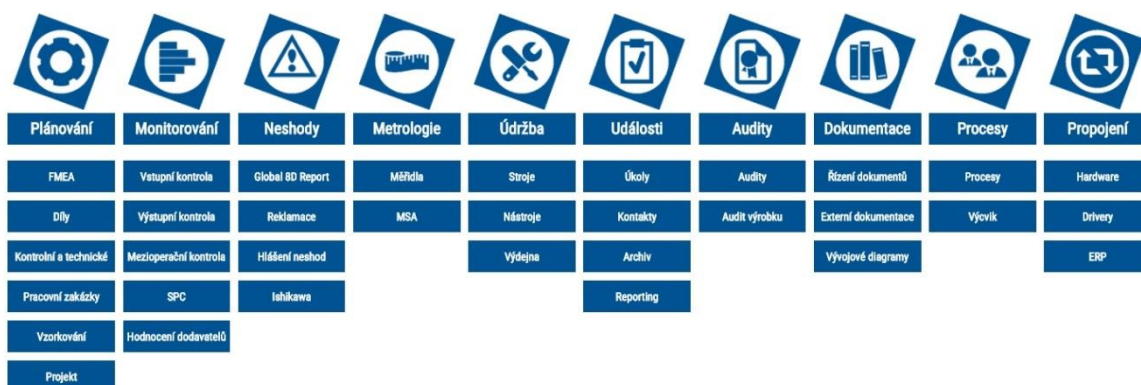 Plánování
Monitorování
Neshody
Metrologie
Údržba
Události
Audity
Dokumentace
Procesy
Propojení
FMEA
Vstupní kontrola
Global 8D Report
Měřidla
Stroje
Úkoly
Audity
Řízení dokumentů
Procesy
Hardware
Díly
Výstupní kontrola
Reklamace
MSA
Nástroje
Kontakty
Audit výrobku
Externí dokumentace
Výcvik
Drivery
Kontrolní a technické
Mezioperační kontrola
Hlášení neshod
Výdejna
Archiv
Vývojové diagramy
ERP
Pracovní zakázky
SPC
Ishikawa
Reporting
Vzorkování
Hodnocení dodavatelů
Projekt